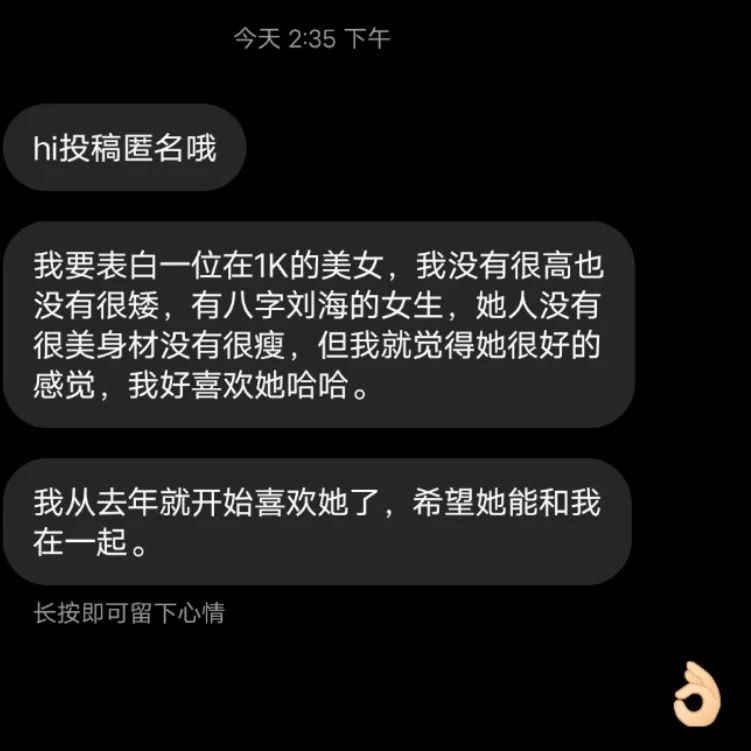 今天 2:35 下午
hi投稿匿名哦
我要表白一位在1K的美女，我没有很高也
没有很矮，有八字刘海的女生，她人没有
很美身材没有很瘦，但我就觉得她很好的
感觉，我好喜欢她哈哈。
我从去年就开始喜欢她了，希望她能和我
在一起。
长按即可留下心情